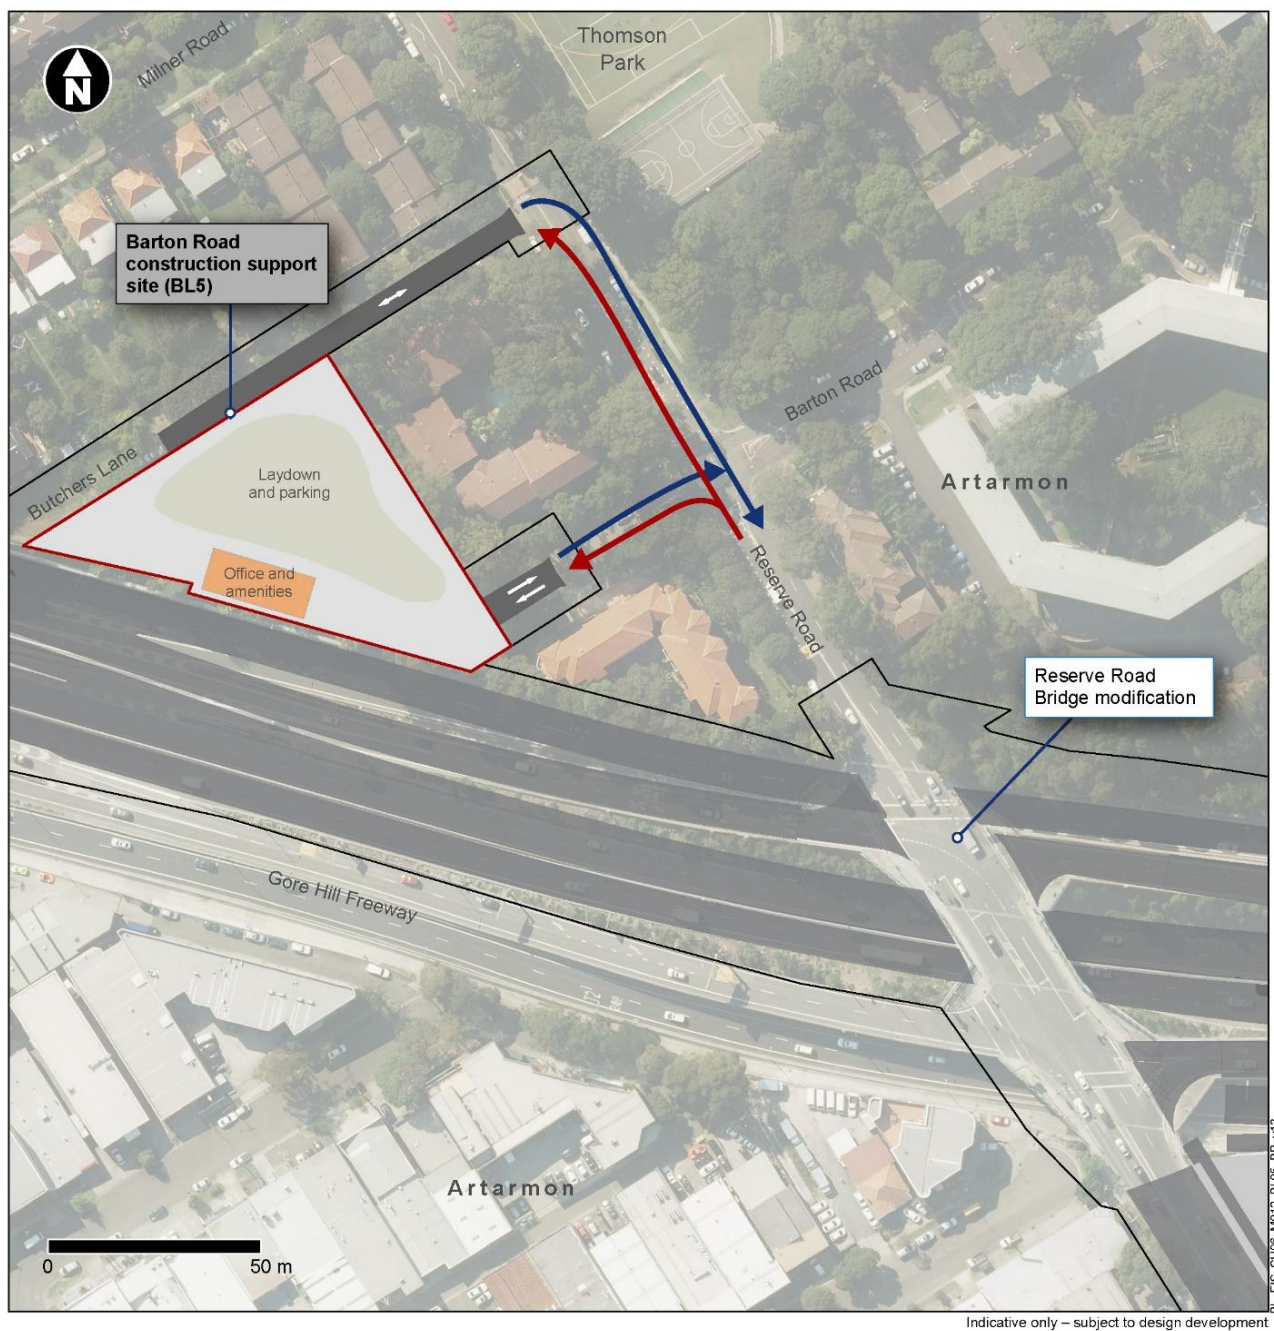 Thomson
Park
Milner Road
N
Barton Road
construction support
site (BL5)
Barton Road
Butchers Lane
Laydown
and parking
Artarmon
Office and
amenities
Reserve Road
Reserve Road
Bridge modification
Gore Hill Freeway
Artarmon
0
50 m
Indicative only – subject to design development